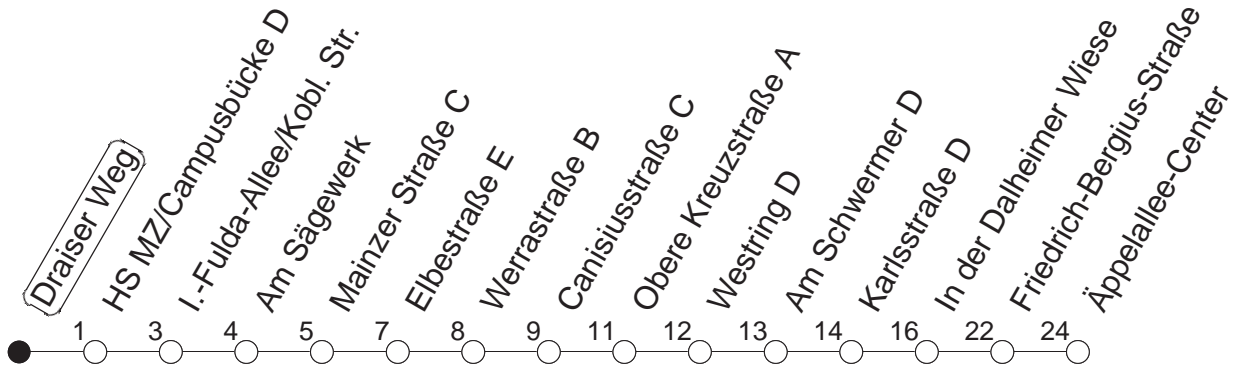 Draiser Weg
HS MZ/Campusbücke D
I.-Fulda-Allee/Kobl. Str.
Am Sägewerk
Mainzer Straße C
Elbestraße E
Werrastraße B
Canisiusstraße C
Obere Kreuzstraße A
Westring D
Am Schwermer D
Karlsstraße D
In der Dalheimer Wiese
Friedrich-Bergius-Straße
Äppelallee-Center
1 3 4 5 7 8 9 11 12 13 14 16 22 24